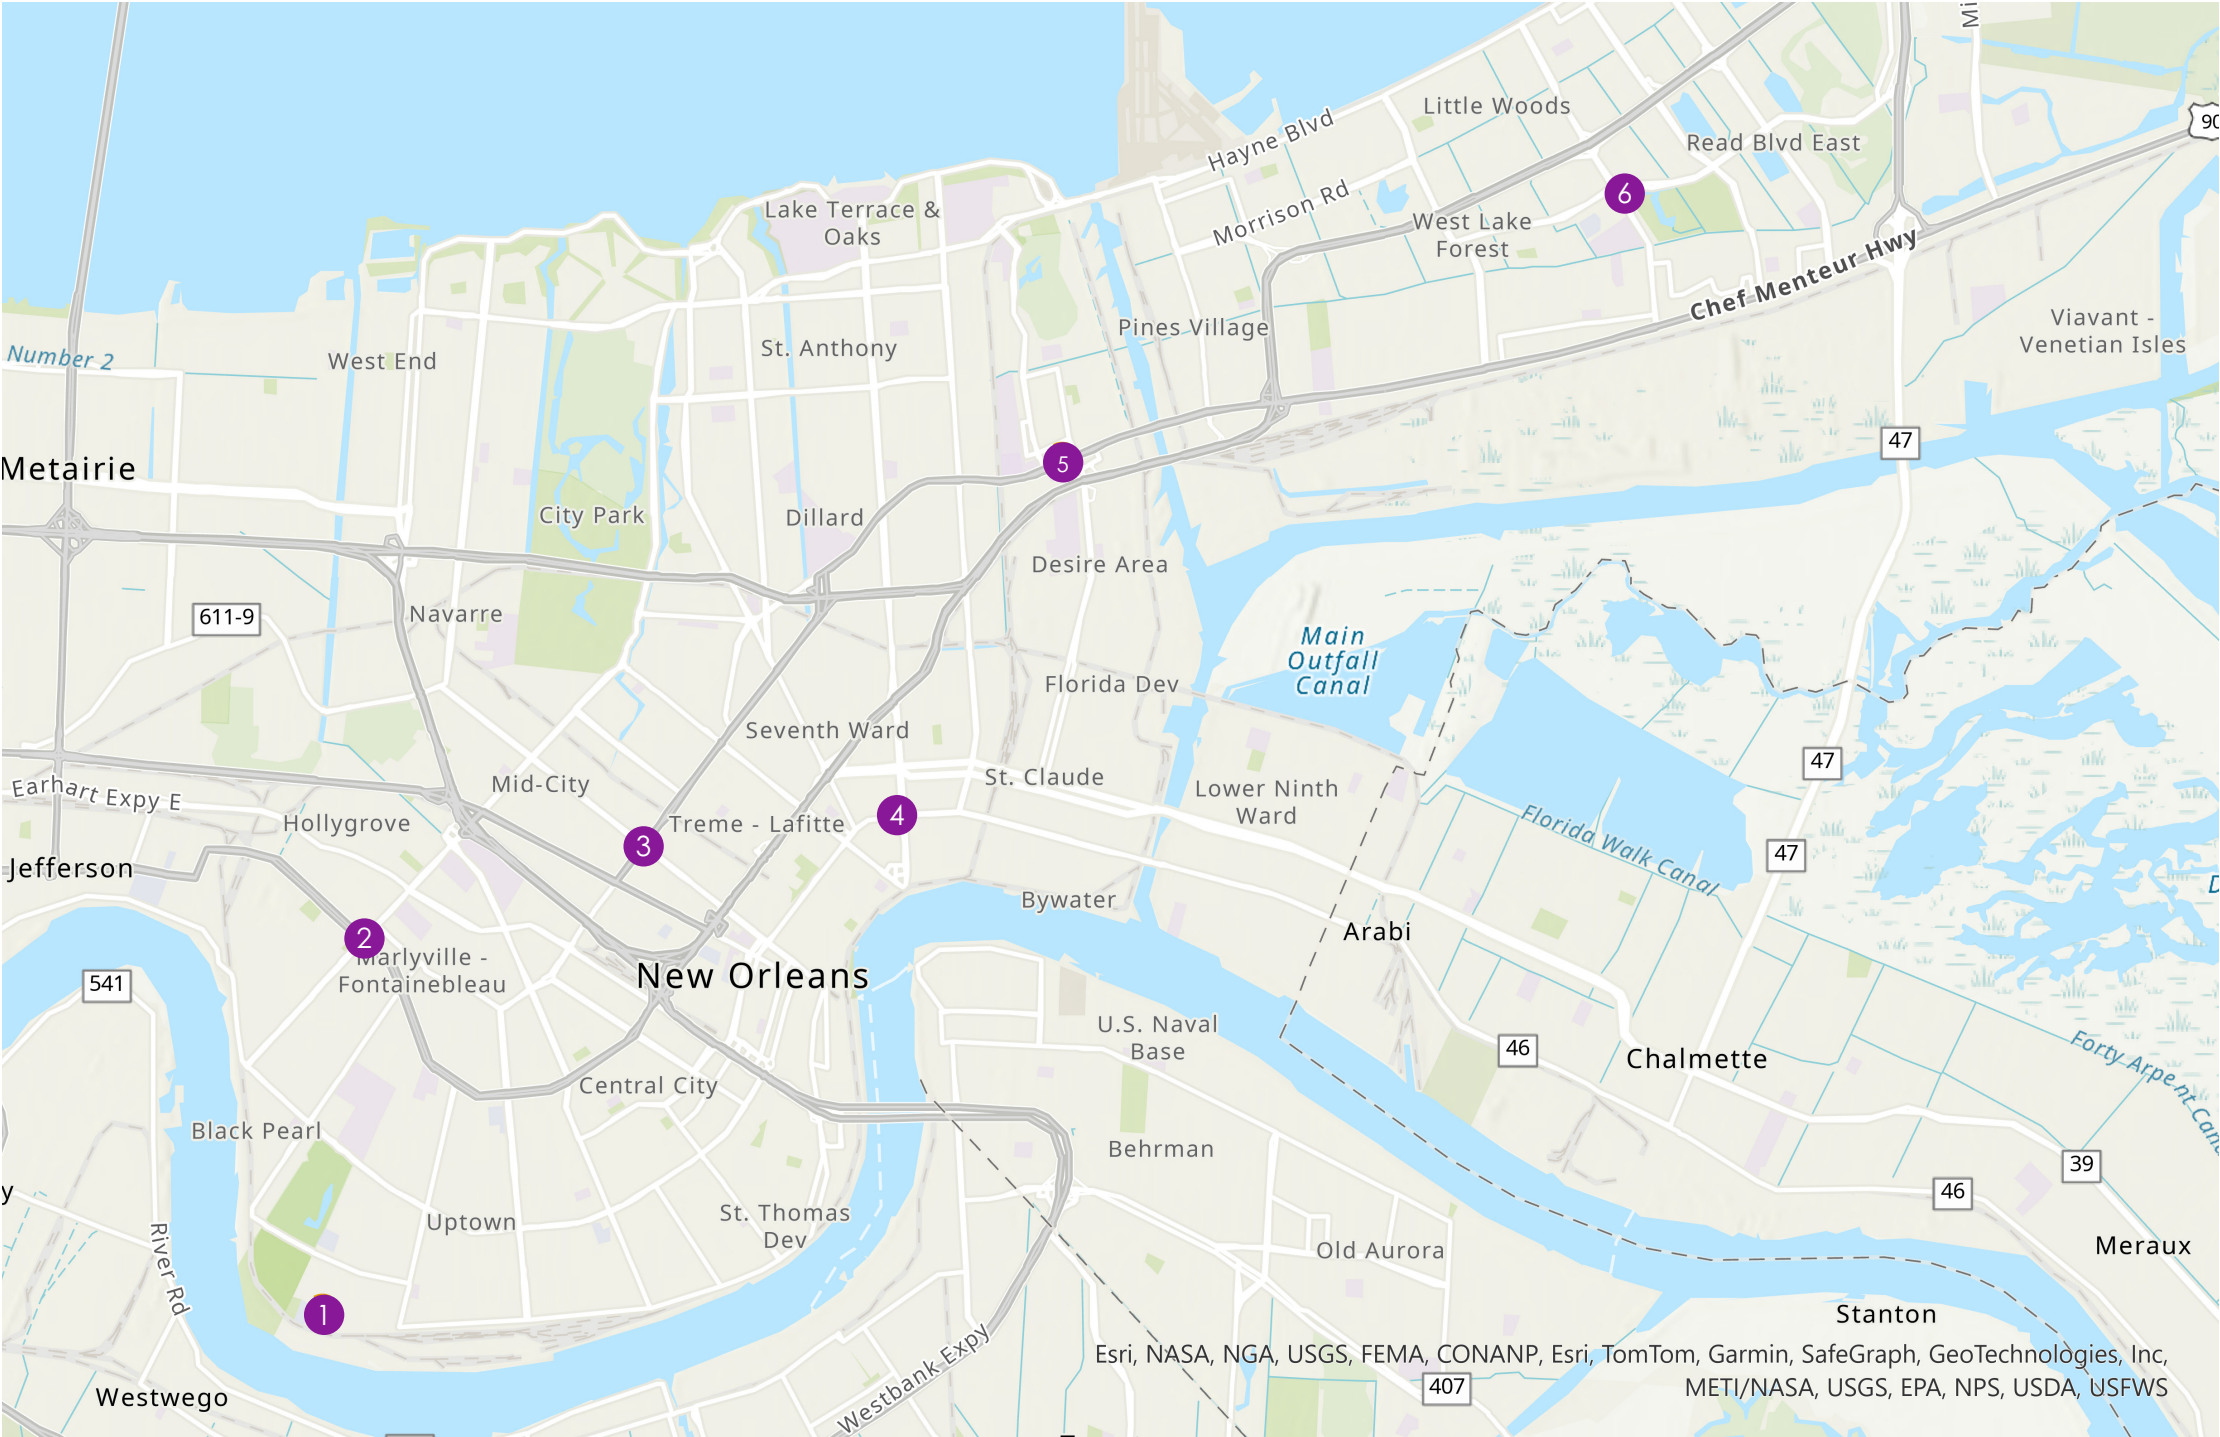 Mi
90
Little Woods
Hayne Blvd
Read Blvd East
Morrison Rd
6
Lake Terrace &
Oaks
West Lake
Forest
Chef Menteur Hwy
Number 2
West End
St. Anthony
Pines Village
Viavant -
Venetian Isles
Metairie
47
5
City Park
Dillard
Desire Area
611-9
Navarre
Main
Outfall
Canal
Florida Dev
Seventh Ward
47
Earhart Expy E
Mid-City
St. Claude
Lower Ninth
Ward
Hollygrove
Treme - Lafitte
4
3
Florida Walk Canal
47
Jefferson
Bywater
D
2
Arabi
Marlyville -
Fontainebleau
New Orleans
541
U.S. Naval
Base
46
Chalmette
Forty Arpent Cana
Central City
Black Pearl
Behrman
39
y
46
Uptown
St. Thomas
Dev
Old Aurora
Meraux
River Rd
1
Stanton
Westbank Expy
Esri, NASA, NGA, USGS, FEMA, CONANP, Esri, TomTom, Garmin, SafeGraph, GeoTechnologies, Inc,
METI/NASA, USGS, EPA, NPS, USDA, USFWS
407
Westwego